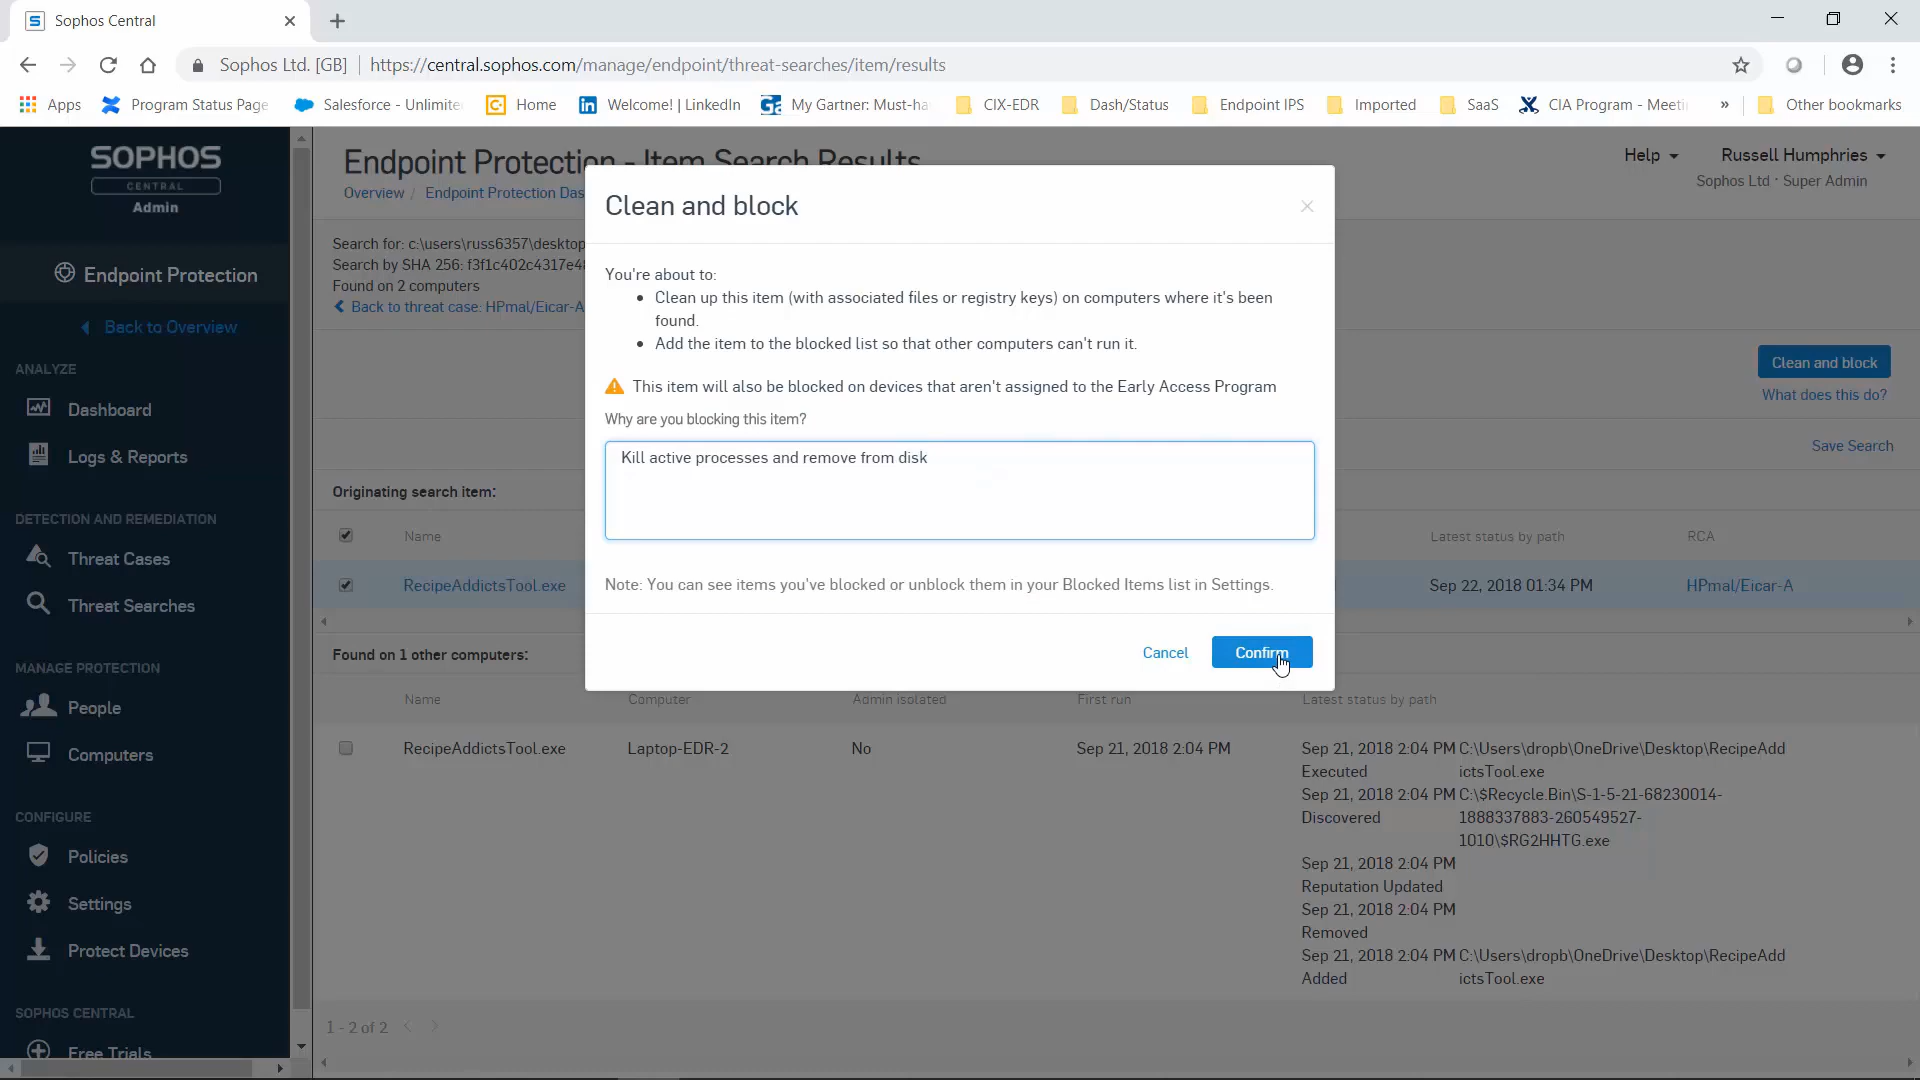 Sophos Central
Sophos Ltd. [GB] https://central.sophos.com/manage/endpoint/threat-searches/item/results
Apps Program Status Page Salesforce - Unlimite Home Welcome! | LinkedIn My Gartner: Must-ha CIX-EDR Dash/Status Endpoint IPS Imported SaaS CIA Program - Meeti » Other bookmarks
SOPHOS
CENTRAL
Admin
Endpoint Protection
Back to Overview
ANALYZE
Dashboard
Logs & Reports
DETECTION AND REMEDIATION
Threat Cases
Threat Searches
MANAGE PROTECTION
People
Computers
CONFIGURE
Policies
Settings
Protect Devices
SOPHOS CENTRAL
Free Trials
Endpoint Protection - Item Search Results
Overview / Endpoint Protection Das
Help
Russell Humphries
Sophos Ltd · Super Admin
Search for: c:\users\russ6357\desktop
Search by SHA 256: f3f1c402c4317e4
Found on 2 computers
Back to threat case: HPmal/Eicar-A
Clean and block
What does this do?
Save Search
Clean and block
You're about to:
• Clean up this item (with associated files or registry keys) on computers where it's been
found.
• Add the item to the blocked list so that other computers can't run it.
This item will also be blocked on devices that aren't assigned to the Early Access Program
Why are you blocking this item?
Kill active processes and remove from disk
Note: You can see items you've blocked or unblock them in your Blocked Items list in Settings.
Cancel Confirm
Originating search item:
Name Latest status by path RCA
RecipeAddictsTool.exe Sep 22, 2018 01:34 PM HPmal/Eicar-A
Found on 1 other computers:
Name Computer Admin isolated First run Latest status by path
RecipeAddictsTool.exe Laptop-EDR-2 No Sep 21, 2018 2:04 PM Sep 21, 2018 2:04 PM C:\Users\dropb\OneDrive\Desktop\RecipeAdd
Executed ictsTool.exe
Sep 21, 2018 2:04 PM C:\$Recycle.Bin\S-1-5-21-68230014-
Discovered 1888337883-260549527-
1010\$RG2HHTG.exe
Sep 21, 2018 2:04 PM
Reputation Updated
Sep 21, 2018 2:04 PM
Removed
Sep 21, 2018 2:04 PM C:\Users\dropb\OneDrive\Desktop\RecipeAdd
Added ictsTool.exe
1 - 2 of 2